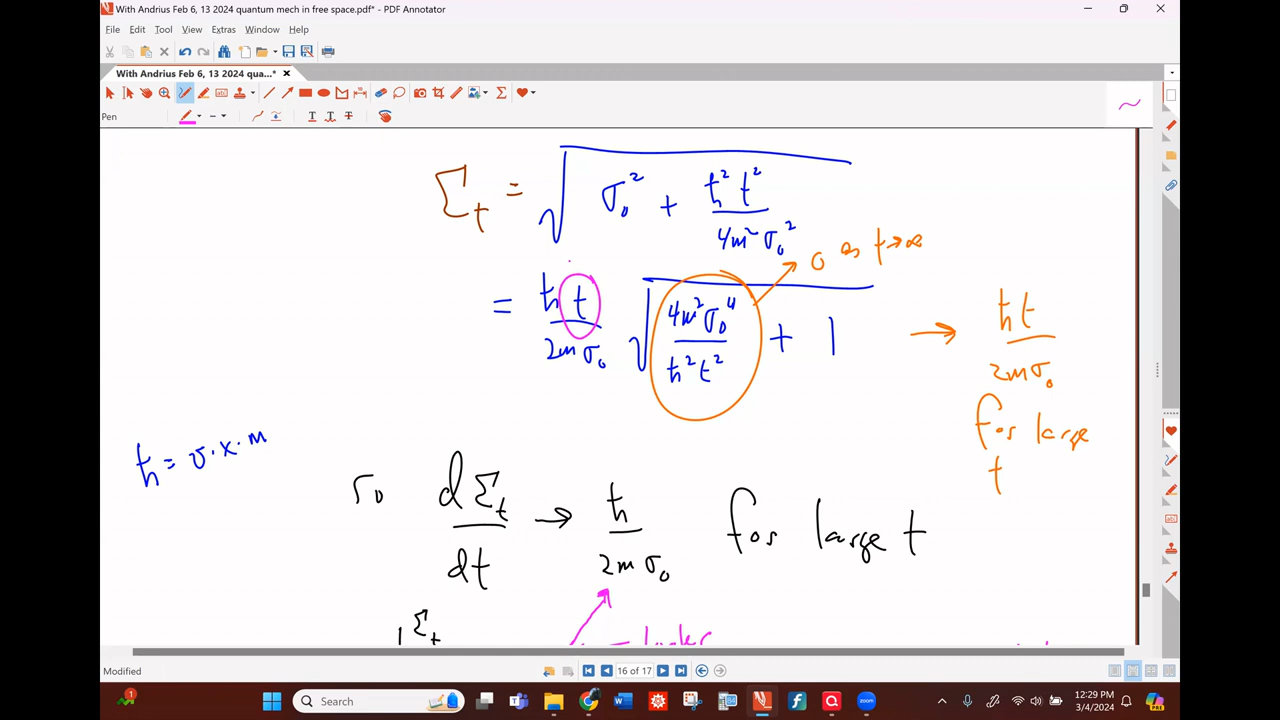 With Andrius Feb 6, 13 2024 quantum mech in free space.pdf* - PDF Annotator
File Edit Tool View Extras Window Help
With Andrius Feb 6, 13 2024 qua...*
Pen
Σt = √(σ₀² + ħ²t²/4m²σ₀²)
0 as t→∞
= ħt/2mσ₀ √(4m²σ₀⁴/ħ²t² + 1) → ħt/2mσ₀
for large
t
ħ = v·x·m
so dΣt/dt → ħ/2mσ₀ for large t
Σt
Modified
16 of 17
1
Search
12:29 PM
3/4/2024